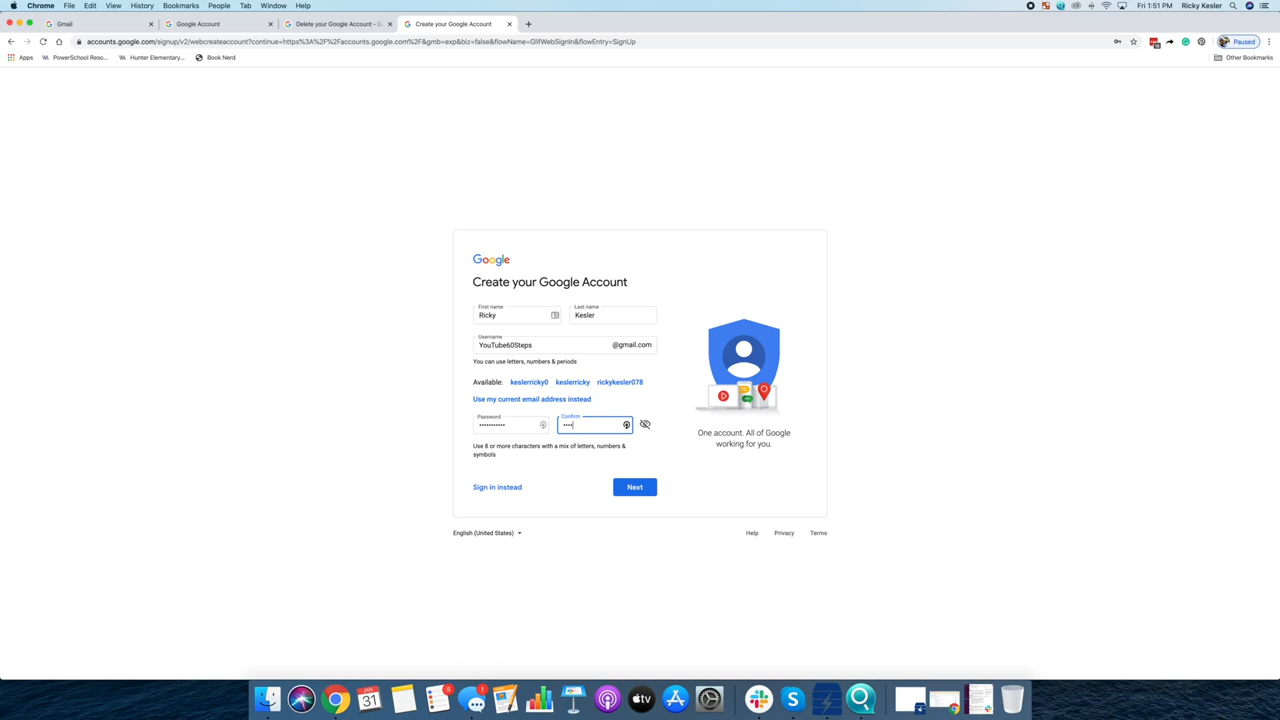 Chrome File Edit View History Bookmarks People Tab Window Help Fri 1:51 PM Ricky Kesler
Gmail Google Account Delete your Google Account - G Create your Google Account
accounts.google.com/signup/v2/webcreateaccount?continue=https%3A%2F%2Faccounts.google.com%2F&gmb=exp&biz=false&flowName=GlifWebSignIn&flowEntry=SignUp Paused
Apps PowerSchool Reso... Hunter Elementary... Book Nerd Other Bookmarks
Google
Create your Google Account
First name Last name
Ricky Kesler
Username
YouTube60Steps @gmail.com
You can use letters, numbers & periods
Available: keslerricky0 keslerricky rickykesler078
Use my current email address instead
Password Confirm
Use 8 or more characters with a mix of letters, numbers &
symbols
Sign in instead Next
One account. All of Google
working for you.
English (United States) Help Privacy Terms
JAN
31
5
1
tv